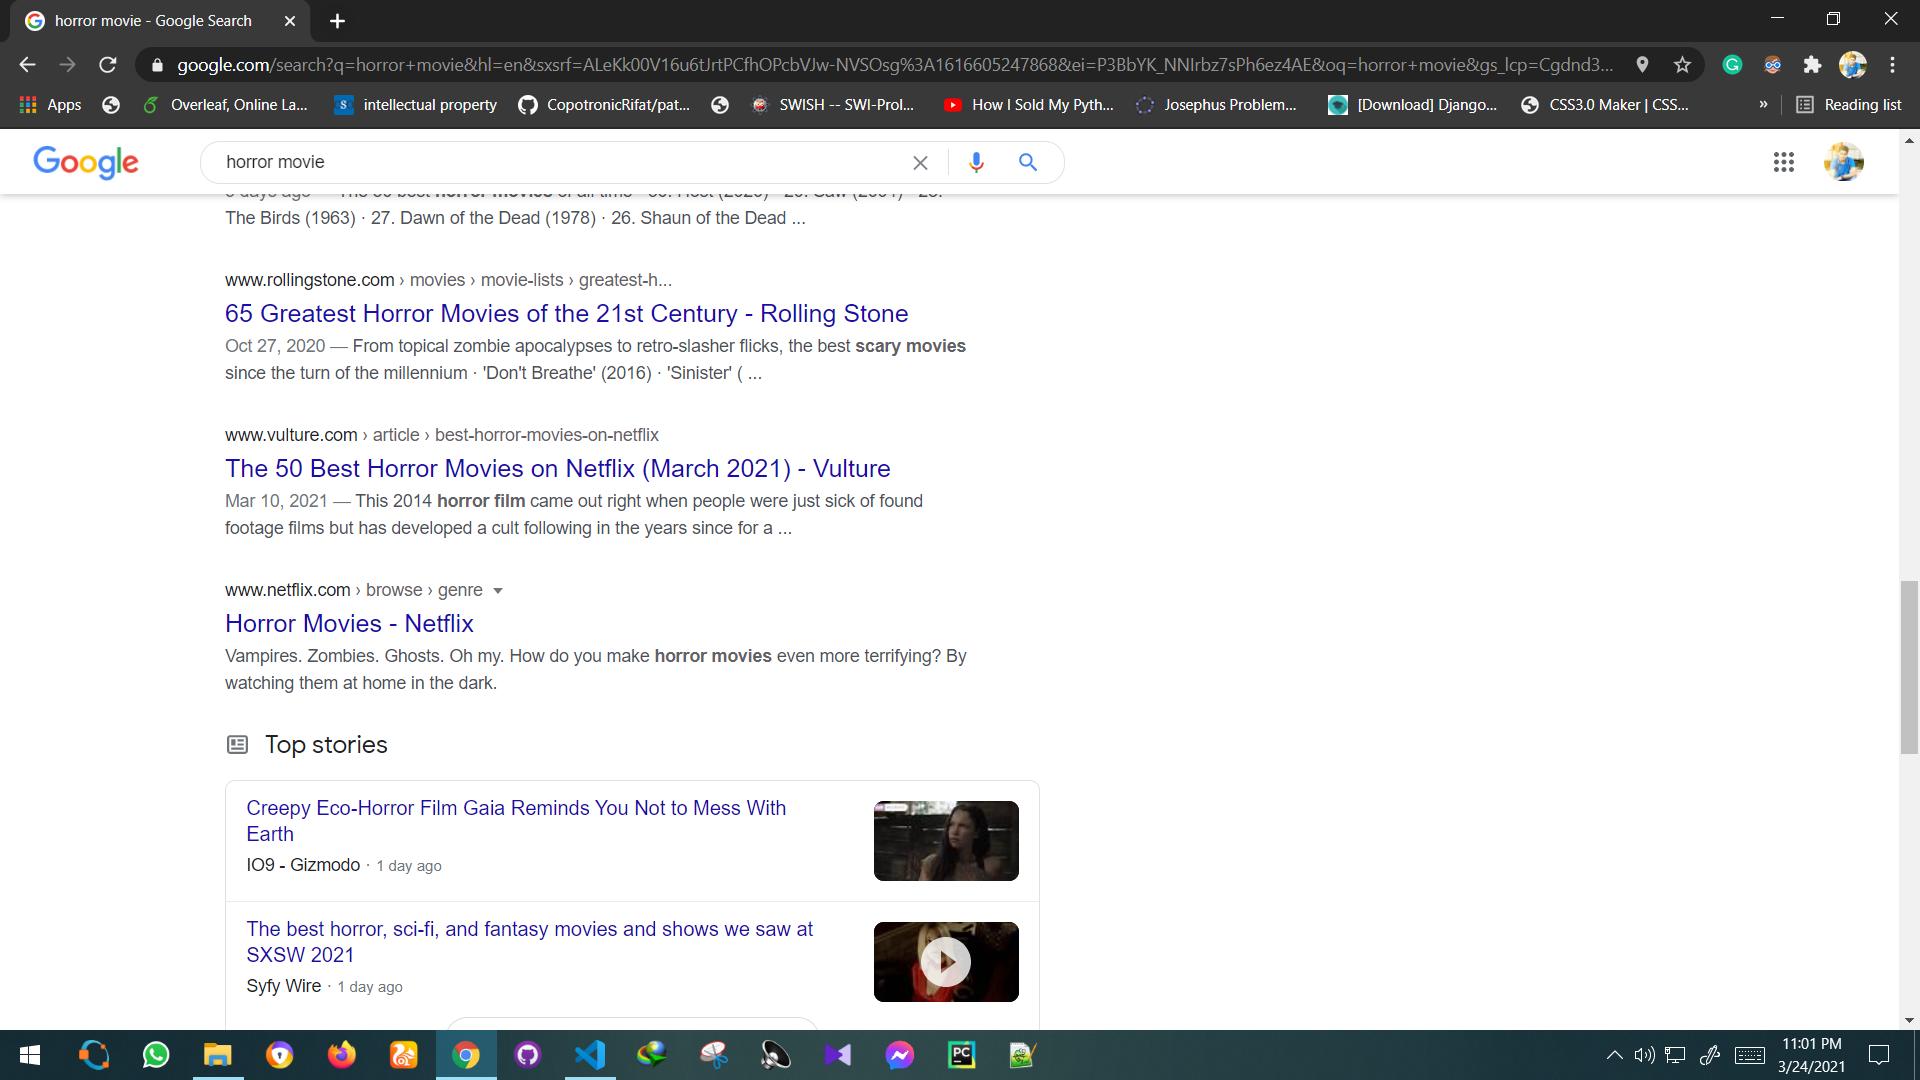 horror movie - Google Search
google.com/search?q=horror+movie&hl=en&sxsrf=ALeKk00V16u6tJrtPCfhOPcbVJw-NVSOsg%3A1616605247868&ei=P3BbYK_NNIrbz7sPh6ez4AE&oq=horror+movie&gs_lcp=Cgdnd3...
Apps Overleaf, Online La... intellectual property CopotronicRifat/pat... SWISH -- SWI-Prol... How I Sold My Pyth... Josephus Problem... [Download] Django... CSS3.0 Maker | CSS... » Reading list
Google horror movie
The Birds (1963) · 27. Dawn of the Dead (1978) · 26. Shaun of the Dead ...
www.rollingstone.com › movies › movie-lists › greatest-h...
65 Greatest Horror Movies of the 21st Century - Rolling Stone
Oct 27, 2020 — From topical zombie apocalypses to retro-slasher flicks, the best scary movies
since the turn of the millennium · 'Don't Breathe' (2016) · 'Sinister' ( ...
www.vulture.com › article › best-horror-movies-on-netflix
The 50 Best Horror Movies on Netflix (March 2021) - Vulture
Mar 10, 2021 — This 2014 horror film came out right when people were just sick of found
footage films but has developed a cult following in the years since for a ...
www.netflix.com › browse › genre
Horror Movies - Netflix
Vampires. Zombies. Ghosts. Oh my. How do you make horror movies even more terrifying? By
watching them at home in the dark.
Top stories
Creepy Eco-Horror Film Gaia Reminds You Not to Mess With
Earth
IO9 - Gizmodo · 1 day ago
The best horror, sci-fi, and fantasy movies and shows we saw at
SXSW 2021
Syfy Wire · 1 day ago
PC
11:01 PM
3/24/2021